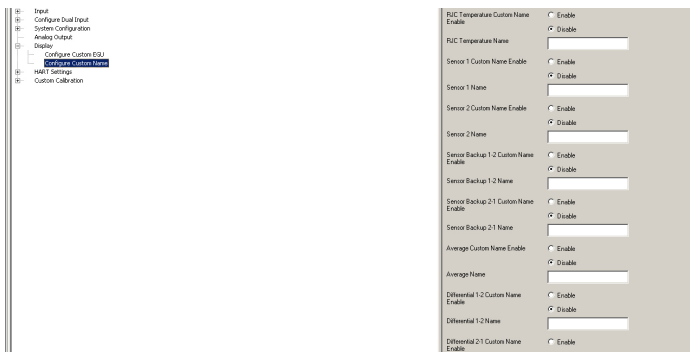 Input
Configure Dual Input
System Configuration
Analog Output
Display
Configure Custom EGU
Configure Custom Name
HART Settings
Custom Calibration
RJC Temperature Custom Name
Enable
Enable
Disable
RJC Temperature Name
Sensor 1 Custom Name Enable
Enable
Disable
Sensor 1 Name
Sensor 2 Custom Name Enable
Enable
Disable
Sensor 2 Name
Sensor Backup 1-2 Custom Name
Enable
Enable
Disable
Sensor Backup 1-2 Name
Sensor Backup 2-1 Custom Name
Enable
Enable
Disable
Sensor Backup 2-1 Name
Average Custom Name Enable
Enable
Disable
Average Name
Differential 1-2 Custom Name
Enable
Enable
Disable
Differential 1-2 Name
Differential 2-1 Custom Name
Enable
Enable